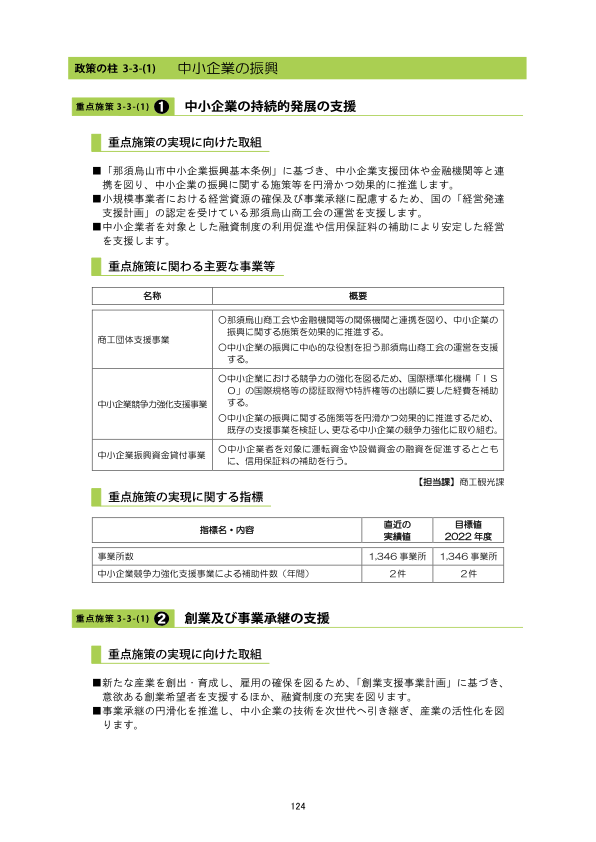 政策の柱 3-3-(1) 中小企業の振興
重点施策 3-3-(1) ❶ 中小企業の持続的発展の支援
重点施策の実現に向けた取組
■「那須烏山市中小企業振興基本条例」に基づき、中小企業支援団体や金融機関等と連
携を図り、中小企業の振興に関する施策等を円滑かつ効果的に推進します。
■小規模事業者における経営資源の確保及び事業承継に配慮するため、国の「経営発達
支援計画」の認定を受けている那須烏山商工会の運営を支援します。
■中小企業者を対象とした融資制度の利用促進や信用保証料の補助により安定した経営
を支援します。
重点施策に関わる主要な事業等
名称 概要
商工団体支援事業
○那須烏山商工会や金融機関等の関係機関と連携を図り、中小企業の
振興に関する施策を効果的に推進する。
○中小企業の振興に中心的な役割を担う那須烏山商工会の運営を支援
する。
中小企業競争力強化支援事業
○中小企業における競争力の強化を図るため、国際標準化機構「ＩＳ
Ｏ」の国際規格等の認証取得や特許権等の出願に要した経費を補助
する。
○中小企業の振興に関する施策等を円滑かつ効果的に推進するため、
既存の支援事業を検証し、更なる中小企業の競争力強化に取り組む。
中小企業振興資金貸付事業
○中小企業者を対象に運転資金や設備資金の融資を促進するととも
に、信用保証料の補助を行う。
【担当課】商工観光課
重点施策の実現に関する指標
指標名・内容 直近の 目標値
実績値 2022 年度
事業所数 1,346 事業所 1,346 事業所
中小企業競争力強化支援事業による補助件数（年間） 2件 2件
重点施策 3-3-(1) ❷ 創業及び事業承継の支援
重点施策の実現に向けた取組
■新たな産業を創出・育成し、雇用の確保を図るため、「創業支援事業計画」に基づき、
意欲ある創業希望者を支援するほか、融資制度の充実を図ります。
■事業承継の円滑化を推進し、中小企業の技術を次世代へ引き継ぎ、産業の活性化を図
ります。
124